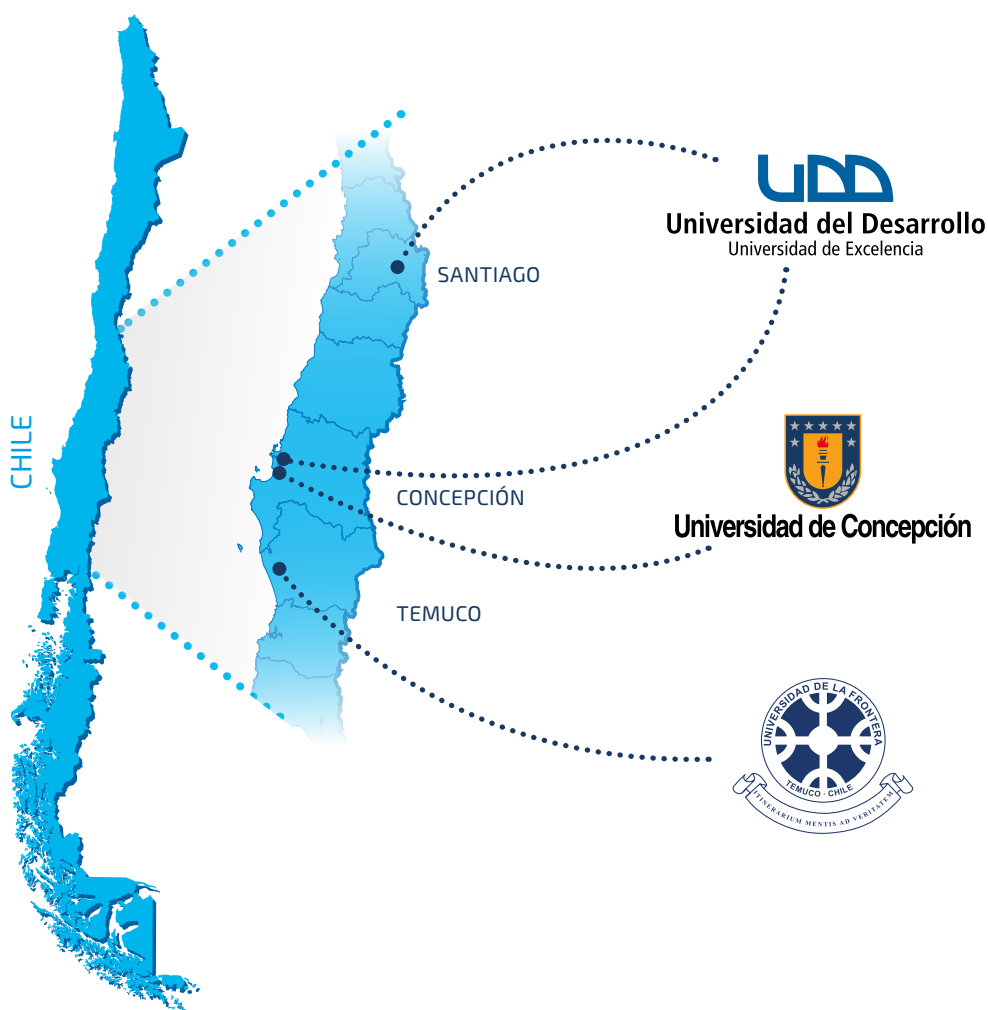 CHILE
SANTIAGO
CONCEPCIÓN
TEMUCO
UDD
Universidad del Desarrollo
Universidad de Excelencia
Universidad de Concepción
UNIVERSIDAD DE LA FRONTERA
TEMUCO · CHILE
ITINERARIUM MENTIS AD VERITATEM